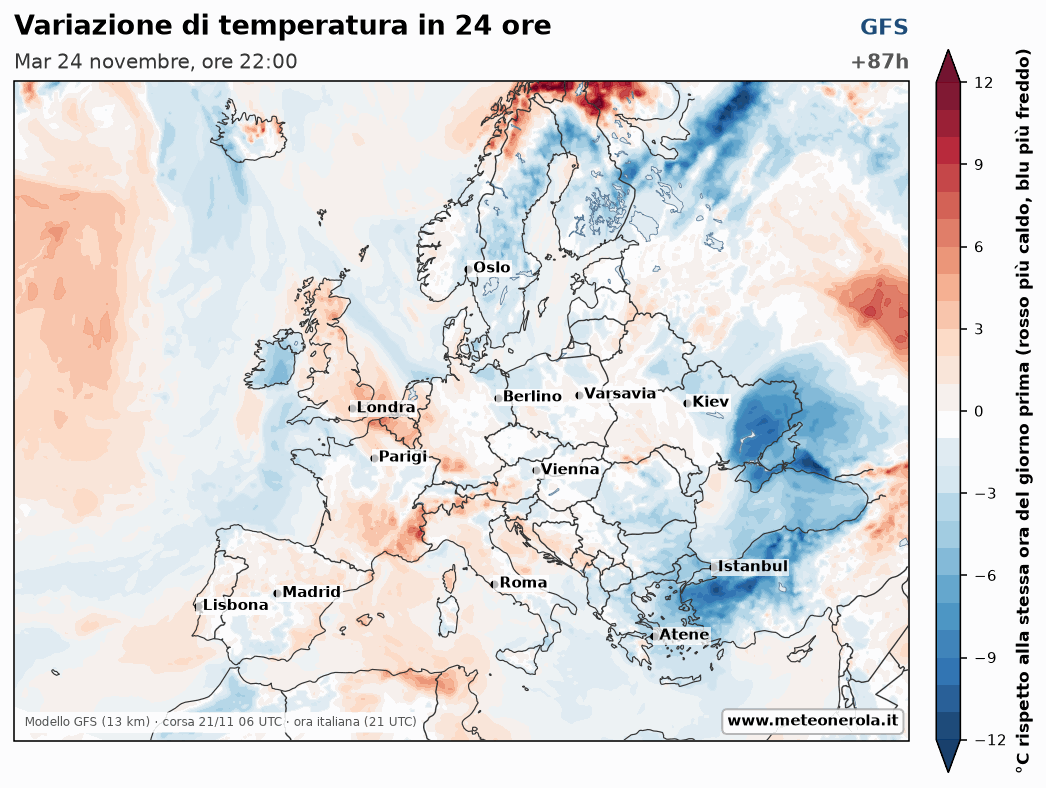 Variazione di temperatura in 24 ore
GFS
Mar 24 novembre, ore 22:00
+87h
Oslo
Londra
Berlino
Varsavia
Kiev
Parigi
Vienna
Istanbul
Roma
Madrid
Lisbona
Atene
Modello GFS (13 km) · corsa 21/11 06 UTC · ora italiana (21 UTC)
www.meteonerola.it
12
9
6
3
0
−3
−6
−9
−12
°C rispetto alla stessa ora del giorno prima (rosso più caldo, blu più freddo)